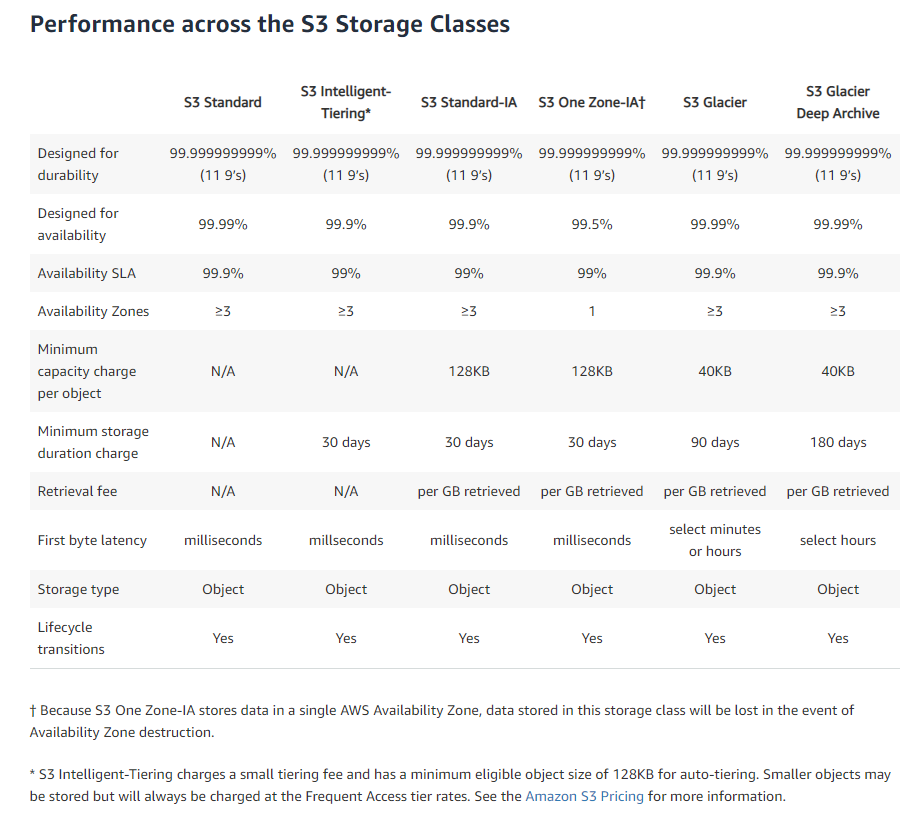 Performance across the S3 Storage Classes
S3 Standard
S3 Intelligent-
Tiering*
S3 Standard-IA
S3 One Zone-IA†
S3 Glacier
S3 Glacier
Deep Archive
Designed for
durability
99.999999999%
(11 9's)
99.999999999%
(11 9's)
99.999999999%
(11 9's)
99.999999999%
(11 9's)
99.999999999%
(11 9's)
99.999999999%
(11 9's)
Designed for
availability
99.99%
99.9%
99.9%
99.5%
99.99%
99.99%
Availability SLA
99.9%
99%
99%
99%
99.9%
99.9%
Availability Zones
≥3
≥3
≥3
1
≥3
≥3
Minimum
capacity charge
per object
N/A
N/A
128KB
128KB
40KB
40KB
Minimum storage
duration charge
N/A
30 days
30 days
30 days
90 days
180 days
Retrieval fee
N/A
N/A
per GB retrieved
per GB retrieved
per GB retrieved
per GB retrieved
First byte latency
milliseconds
millseconds
milliseconds
milliseconds
select minutes
or hours
select hours
Storage type
Object
Object
Object
Object
Object
Object
Lifecycle
transitions
Yes
Yes
Yes
Yes
Yes
Yes
† Because S3 One Zone-IA stores data in a single AWS Availability Zone, data stored in this storage class will be lost in the event of
Availability Zone destruction.
* S3 Intelligent-Tiering charges a small tiering fee and has a minimum eligible object size of 128KB for auto-tiering. Smaller objects may
be stored but will always be charged at the Frequent Access tier rates. See the Amazon S3 Pricing for more information.